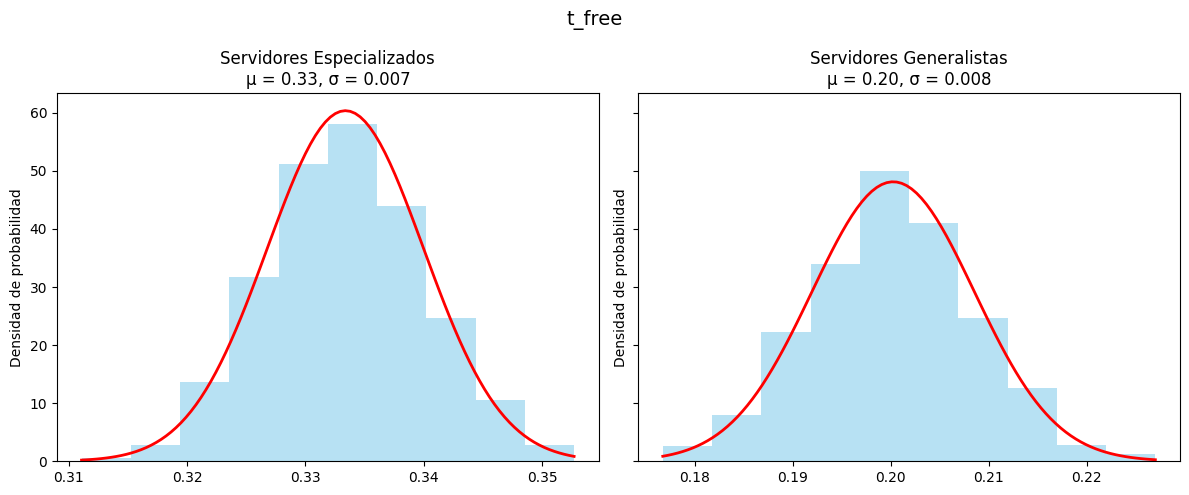 t_free
Servidores Especializados
μ = 0.33, σ = 0.007
Densidad de probabilidad
60
50
40
30
20
10
0
0.31 0.32 0.33 0.34 0.35
Servidores Generalistas
μ = 0.20, σ = 0.008
Densidad de probabilidad
0.18 0.19 0.20 0.21 0.22